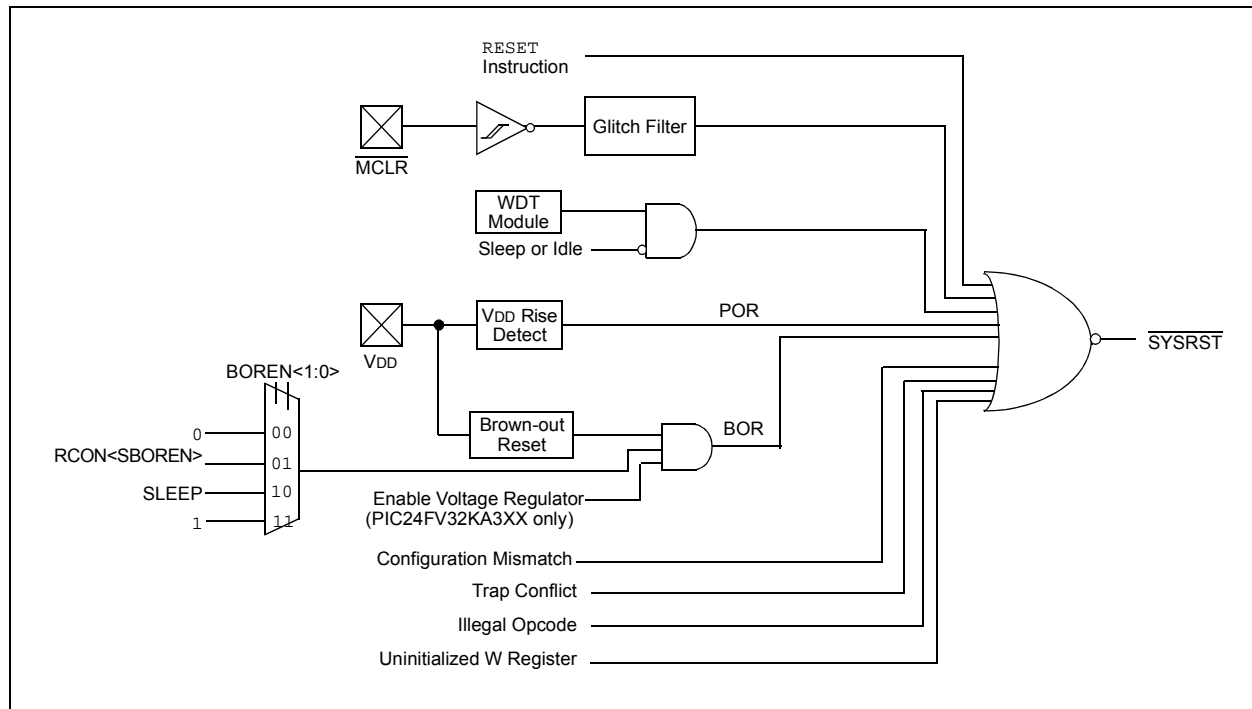 RESET
Instruction
MCLR
Glitch Filter
WDT
Module
Sleep or Idle
VDD
VDD Rise
Detect
POR
SYSRST
BOREN<1:0>
0
00
RCON<SBOREN>
01
SLEEP
10
1
11
Brown-out
Reset
BOR
Enable Voltage Regulator
(PIC24FV32KA3XX only)
Configuration Mismatch
Trap Conflict
Illegal Opcode
Uninitialized W Register